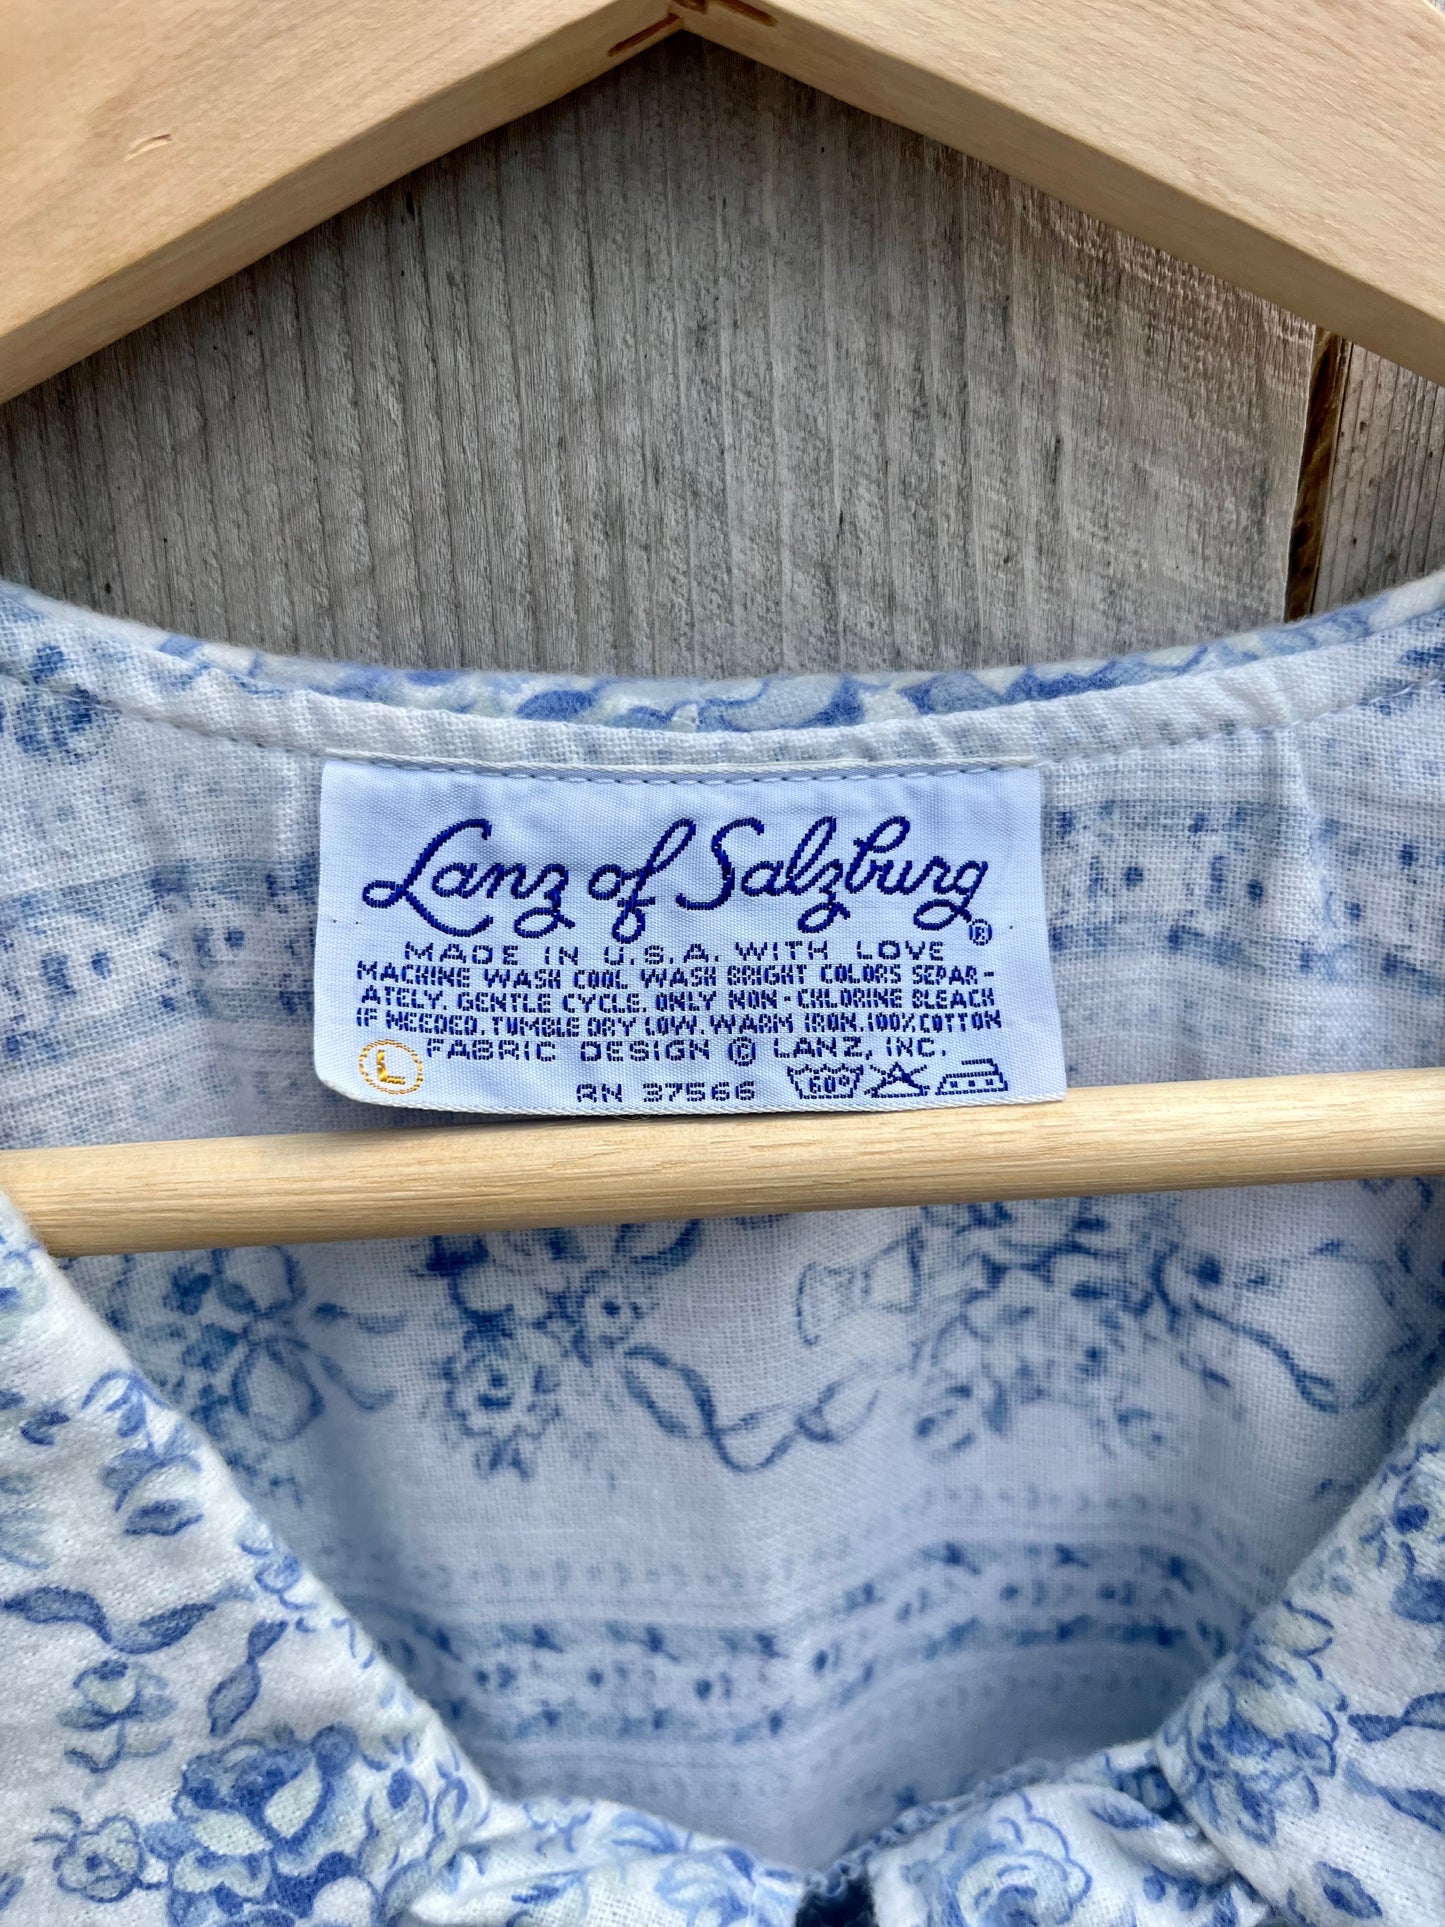 Lanz of Salzburg ®
MADE IN U.S.A. WITH LOVE
MACHINE WASH COOL WASH BRIGHT COLORS SEPAR-
ATELY. GENTLE CYCLE. ONLY NON-CHLORINE BLEACH
IF NEEDED. TUMBLE DRY LOW. WARM IRON. 100% COTTON
FABRIC DESIGN © LANZ, INC.
L
RN 37566 60°